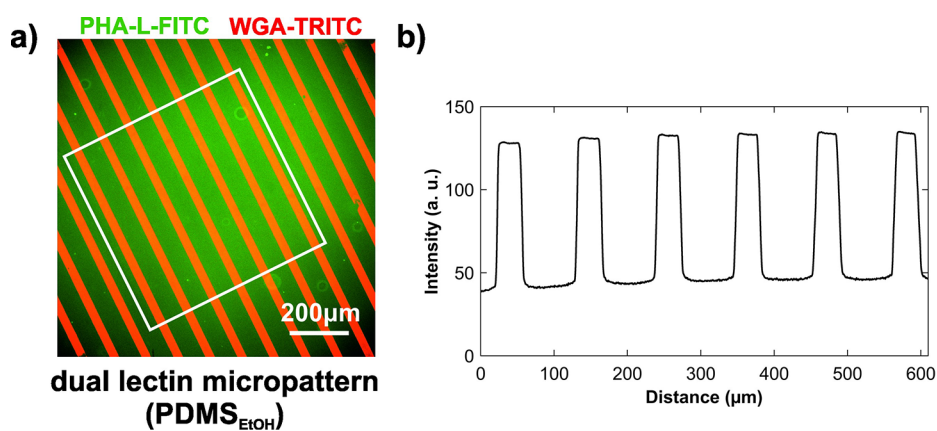 a)
PHA-L-FITC WGA-TRITC
200µm
dual lectin micropattern
(PDMSEtOH)
b)
150
100
50
0
Intensity (a. u.)
0 100 200 300 400 500 600
Distance (µm)